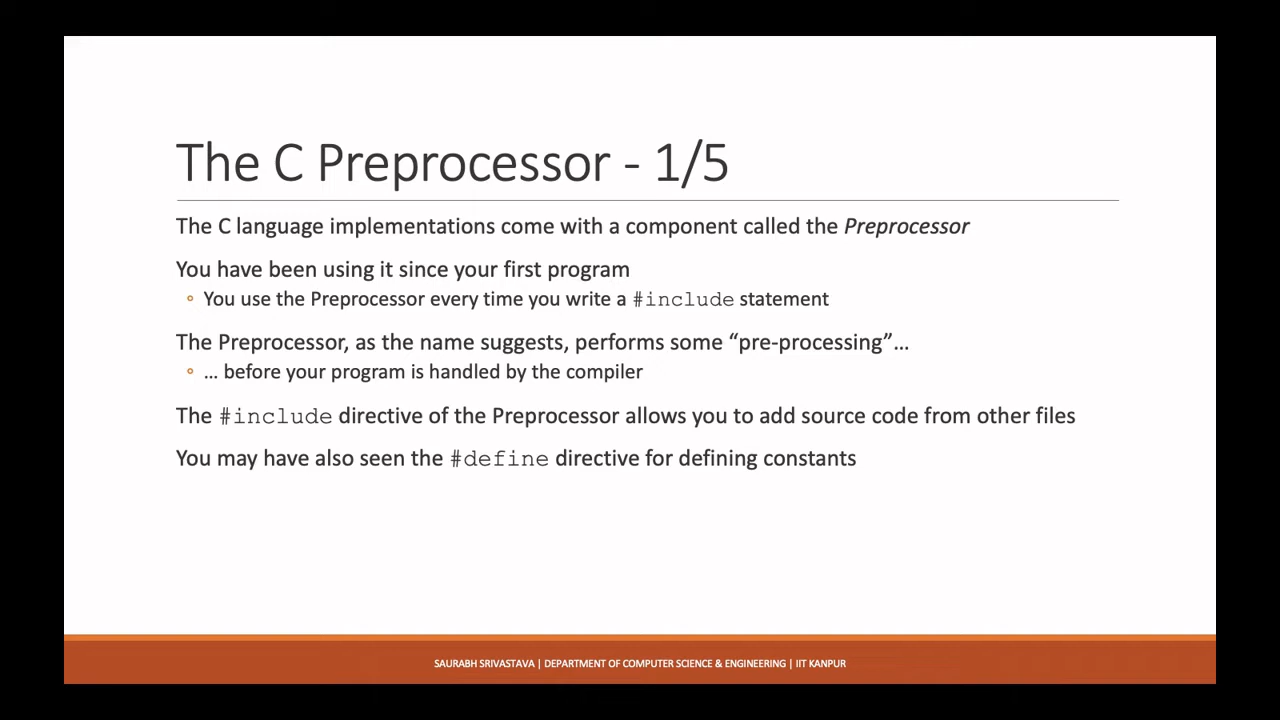 The C Preprocessor - 1/5
The C language implementations come with a component called the Preprocessor
You have been using it since your first program
◦ You use the Preprocessor every time you write a #include statement
The Preprocessor, as the name suggests, performs some “pre-processing”…
◦ … before your program is handled by the compiler
The #include directive of the Preprocessor allows you to add source code from other files
You may have also seen the #define directive for defining constants
SAURABH SRIVASTAVA | DEPARTMENT OF COMPUTER SCIENCE & ENGINEERING | IIT KANPUR